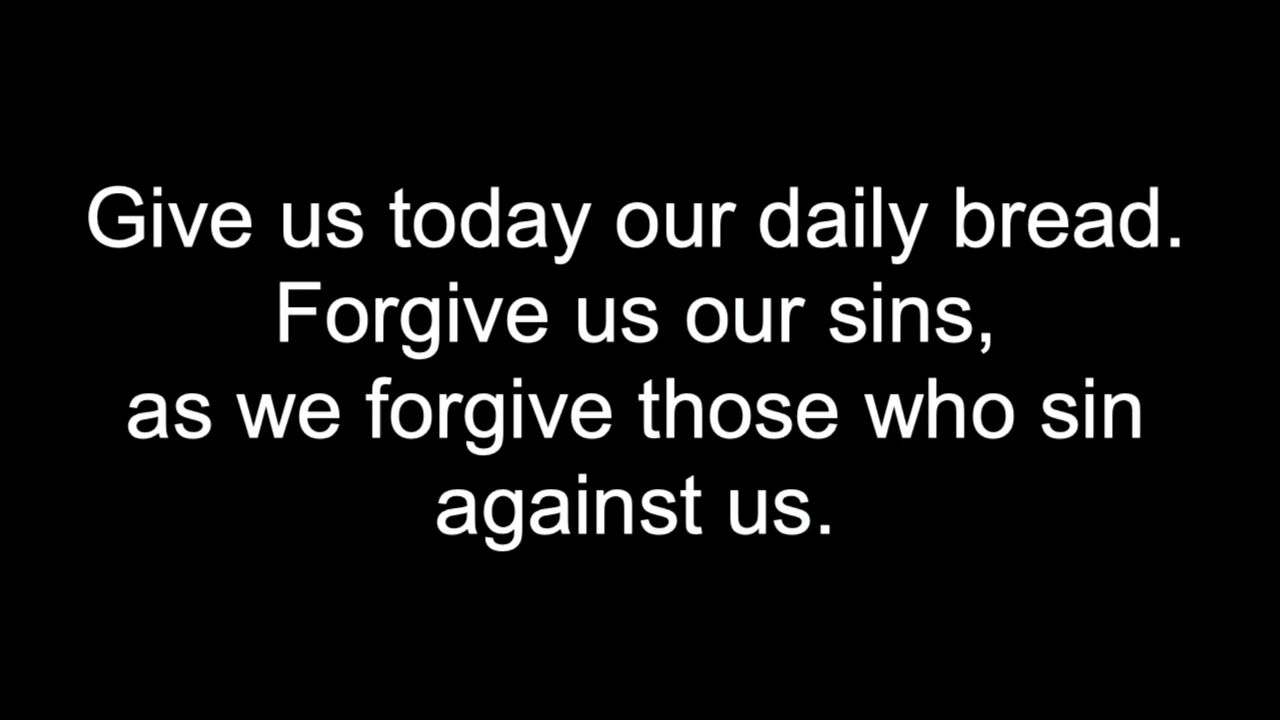 Give us today our daily bread.
Forgive us our sins,
as we forgive those who sin
against us.